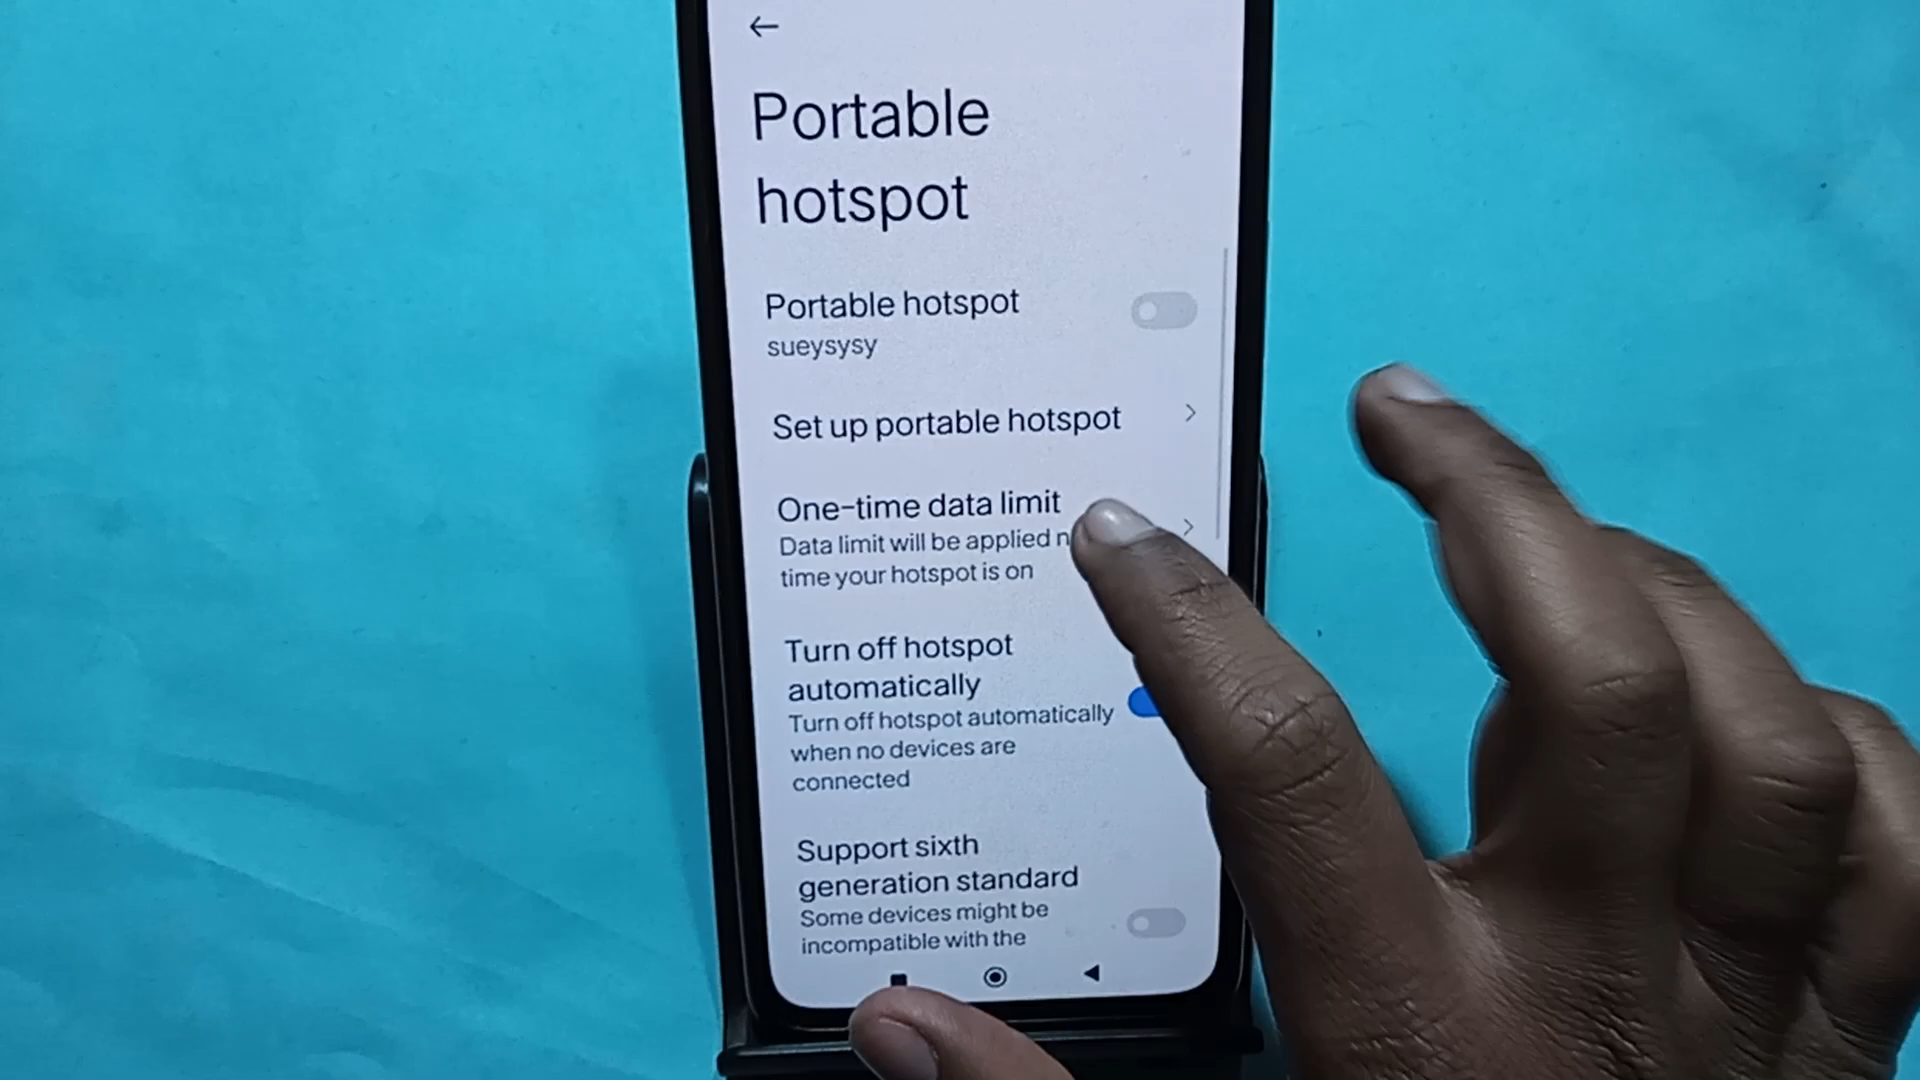 Portable
hotspot
Portable hotspot
sueysysy
Set up portable hotspot
One-time data limit
Data limit will be applied
time your hotspot is on
Turn off hotspot
automatically
Turn off hotspot automatically
when no devices are
connected
Support sixth
generation standard
Some devices might be
incompatible with the